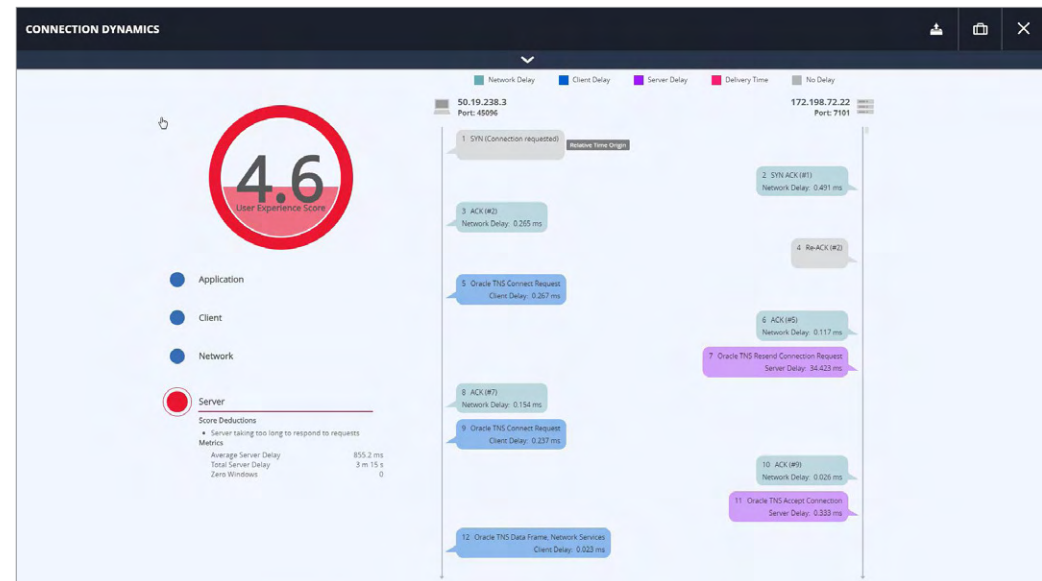 CONNECTION DYNAMICS
Network Delay Client Delay Server Delay Delivery Time No Delay
50.19.238.3
Port: 45096
172.198.72.22
Port: 7101
4.6
User Experience Score
Application
Client
Network
Server
Score Deductions
• Server taking too long to respond to requests
Metrics
Average Server Delay 855.2 ms
Total Server Delay 3 m 15 s
Zero Windows 0
1 SYN (Connection requested)
Relative Time Origin
2 SYN ACK (#1)
Network Delay: 0.491 ms
3 ACK (#2)
Network Delay: 0.265 ms
4 Re-ACK (#2)
5 Oracle TNS Connect Request
Client Delay: 0.267 ms
6 ACK (#5)
Network Delay: 0.117 ms
7 Oracle TNS Resend Connection Request
Server Delay: 34.423 ms
8 ACK (#7)
Network Delay: 0.154 ms
9 Oracle TNS Connect Request
Client Delay: 0.237 ms
10 ACK (#9)
Network Delay: 0.026 ms
11 Oracle TNS Accept Connection
Server Delay: 0.333 ms
12 Oracle TNS Data Frame, Network Services
Client Delay: 0.023 ms